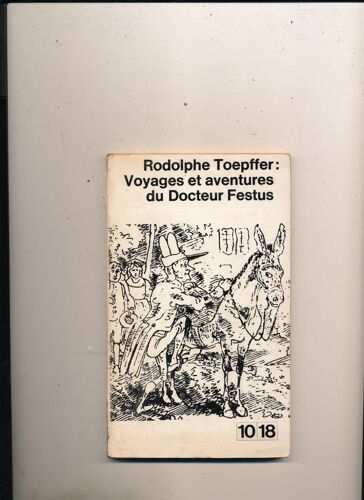 Rodolphe Toepffer:
Voyages et aventures
du Docteur Festus
10 18